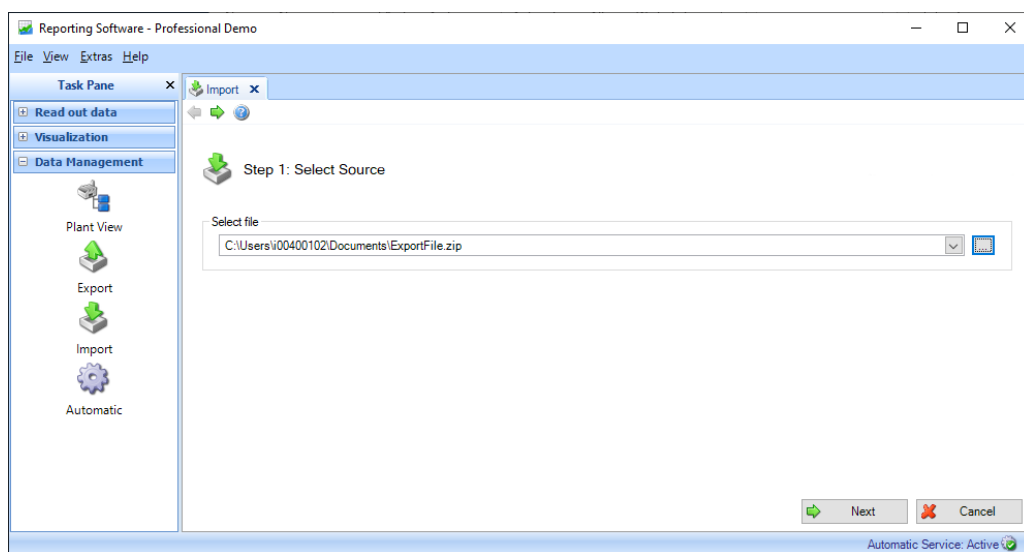 Reporting Software - Professional Demo
File View Extras Help
Task Pane
Import
Read out data
Visualization
Data Management
Plant View
Export
Import
Automatic
Step 1: Select Source
Select file
C:\Users\i00400102\Documents\ExportFile.zip
...
Next
Cancel
Automatic Service: Active